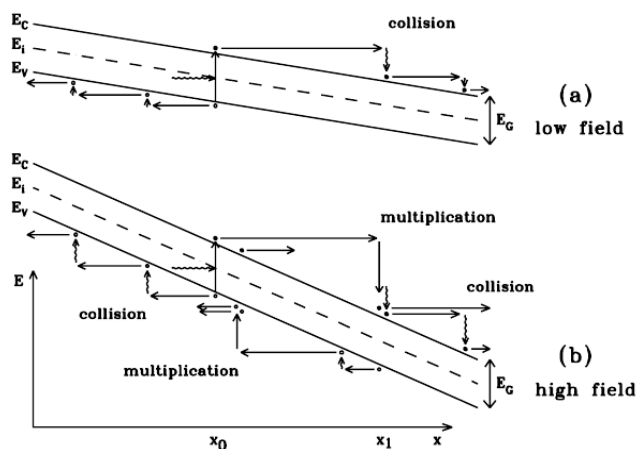 E_C
E_i
E_V
collision
(a)
low field
E_G
E_C
E_i
E_V
multiplication
E
collision
collision
(b)
multiplication
E_G
high field
x_0
x_1
x